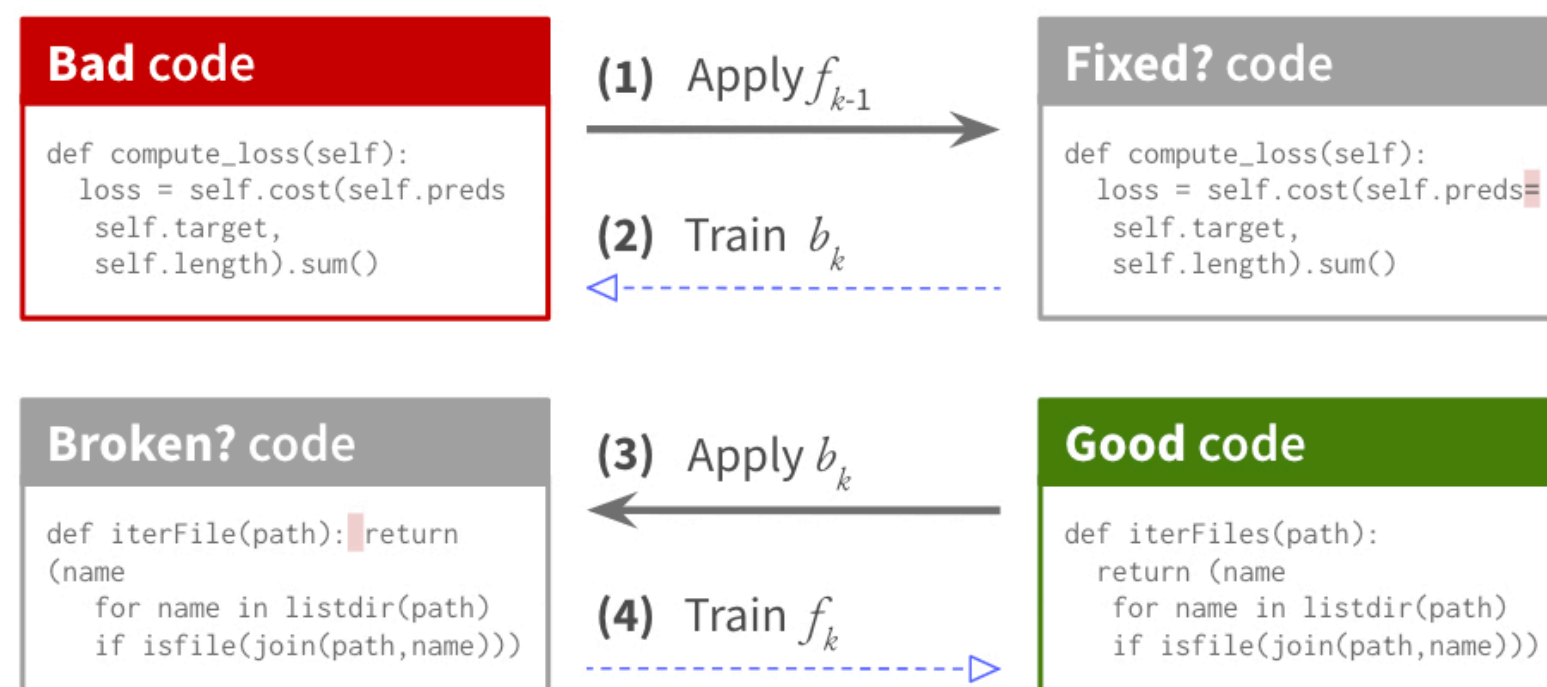 Bad code
def compute_loss(self):
  loss = self.cost(self.preds
   self.target,
   self.length).sum()
(1) Apply f_{k-1}
(2) Train b_k
Fixed? code
def compute_loss(self):
  loss = self.cost(self.preds=
   self.target,
   self.length).sum()
Broken? code
def iterFile(path): return
(name
   for name in listdir(path)
   if isfile(join(path,name)))
(3) Apply b_k
(4) Train f_k
Good code
def iterFiles(path):
  return (name
   for name in listdir(path)
   if isfile(join(path,name)))